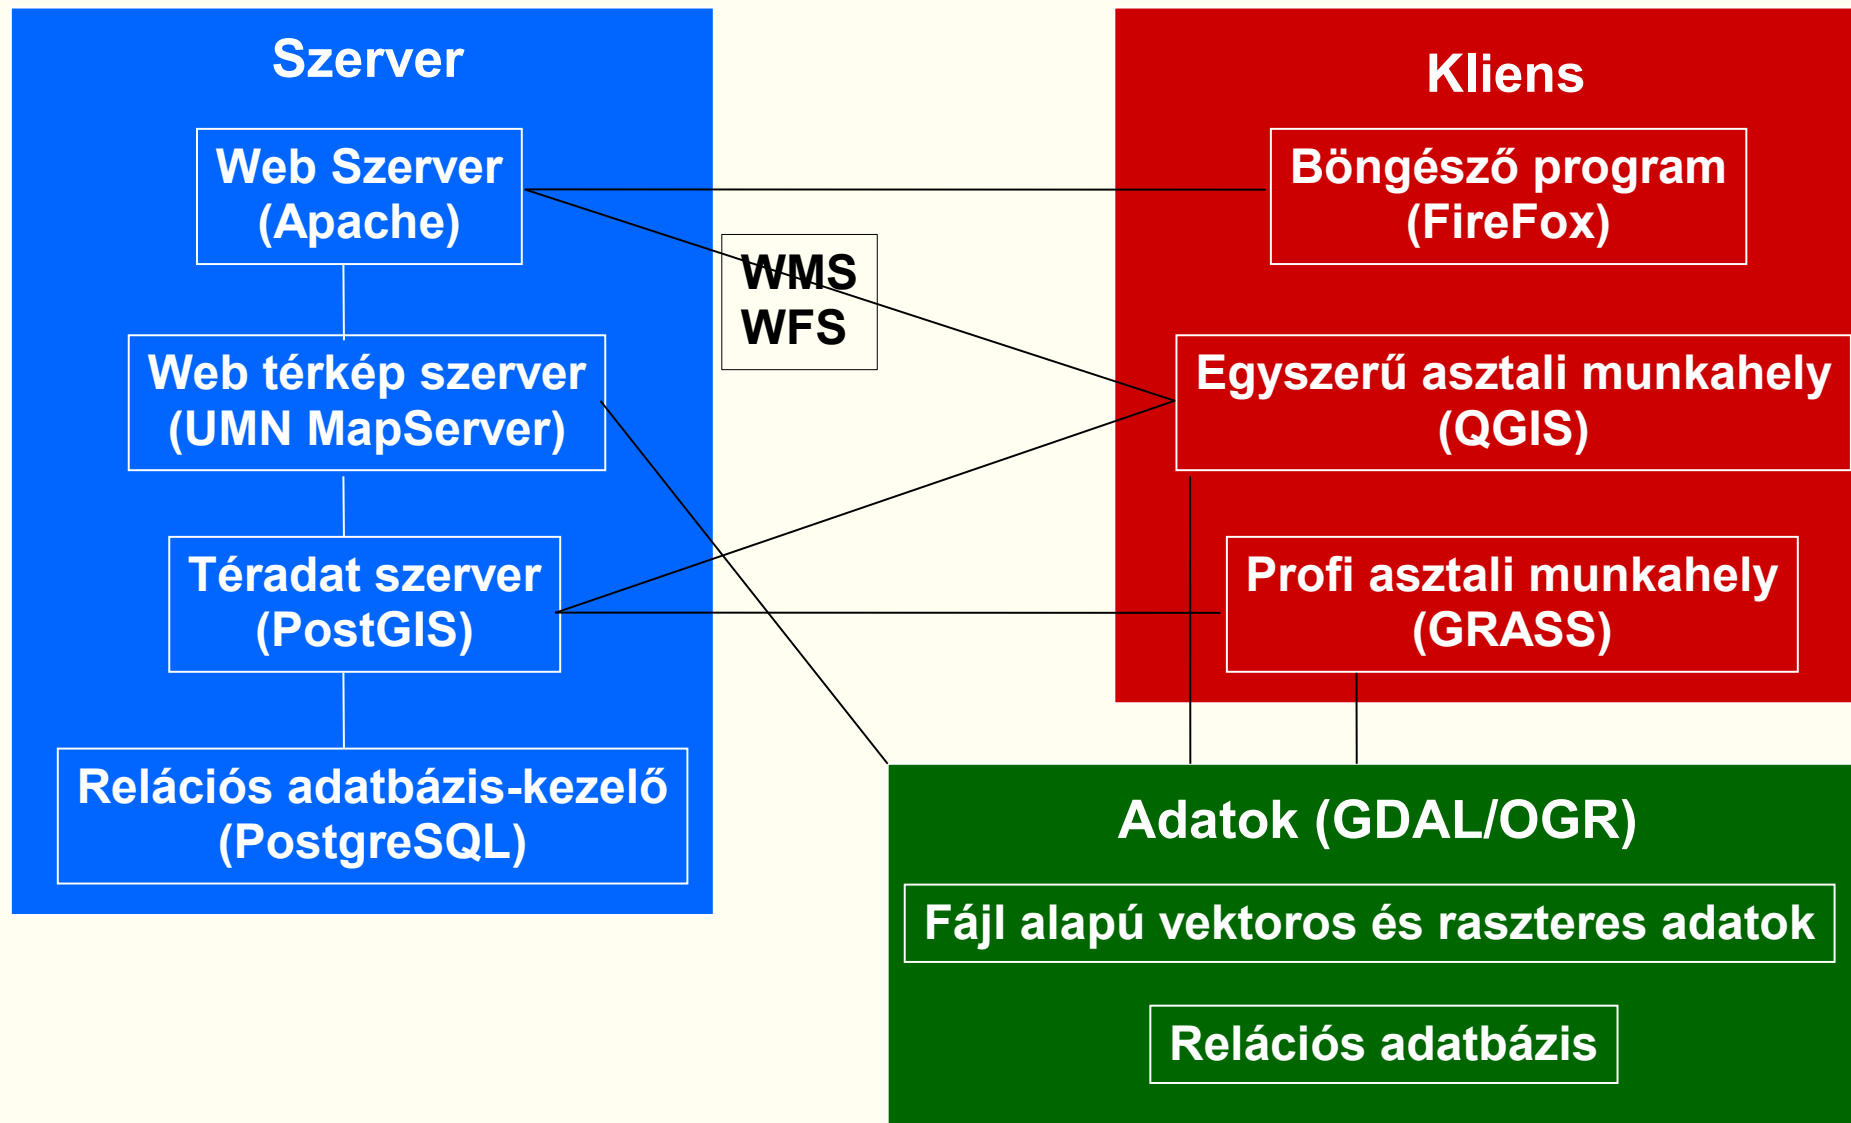 Szerver
Web Szerver
(Apache)
Web térkép szerver
(UMN MapServer)
Téradat szerver
(PostGIS)
Relációs adatbázis-kezelő
(PostgreSQL)
WMS
WFS
Kliens
Böngésző program
(FireFox)
Egyszerű asztali munkahely
(QGIS)
Profi asztali munkahely
(GRASS)
Adatok (GDAL/OGR)
Fájl alapú vektoros és raszteres adatok
Relációs adatbázis